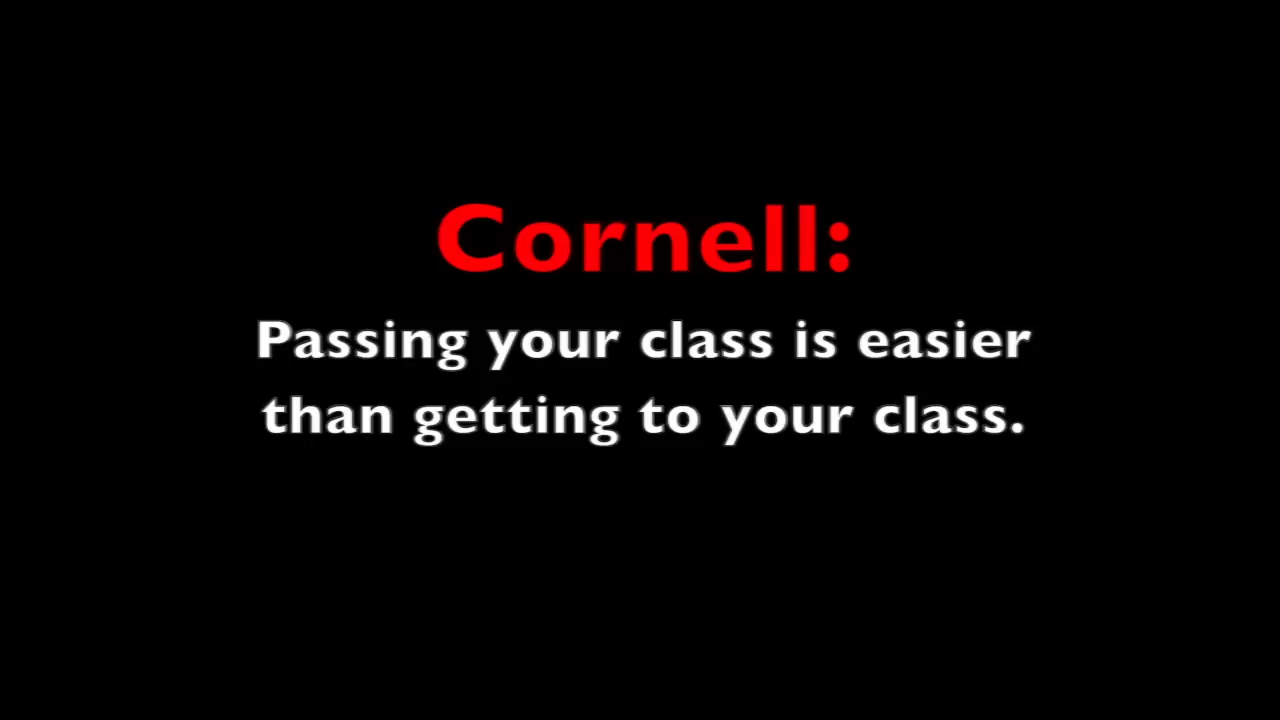 Cornell:
Passing your class is easier
than getting to your class.